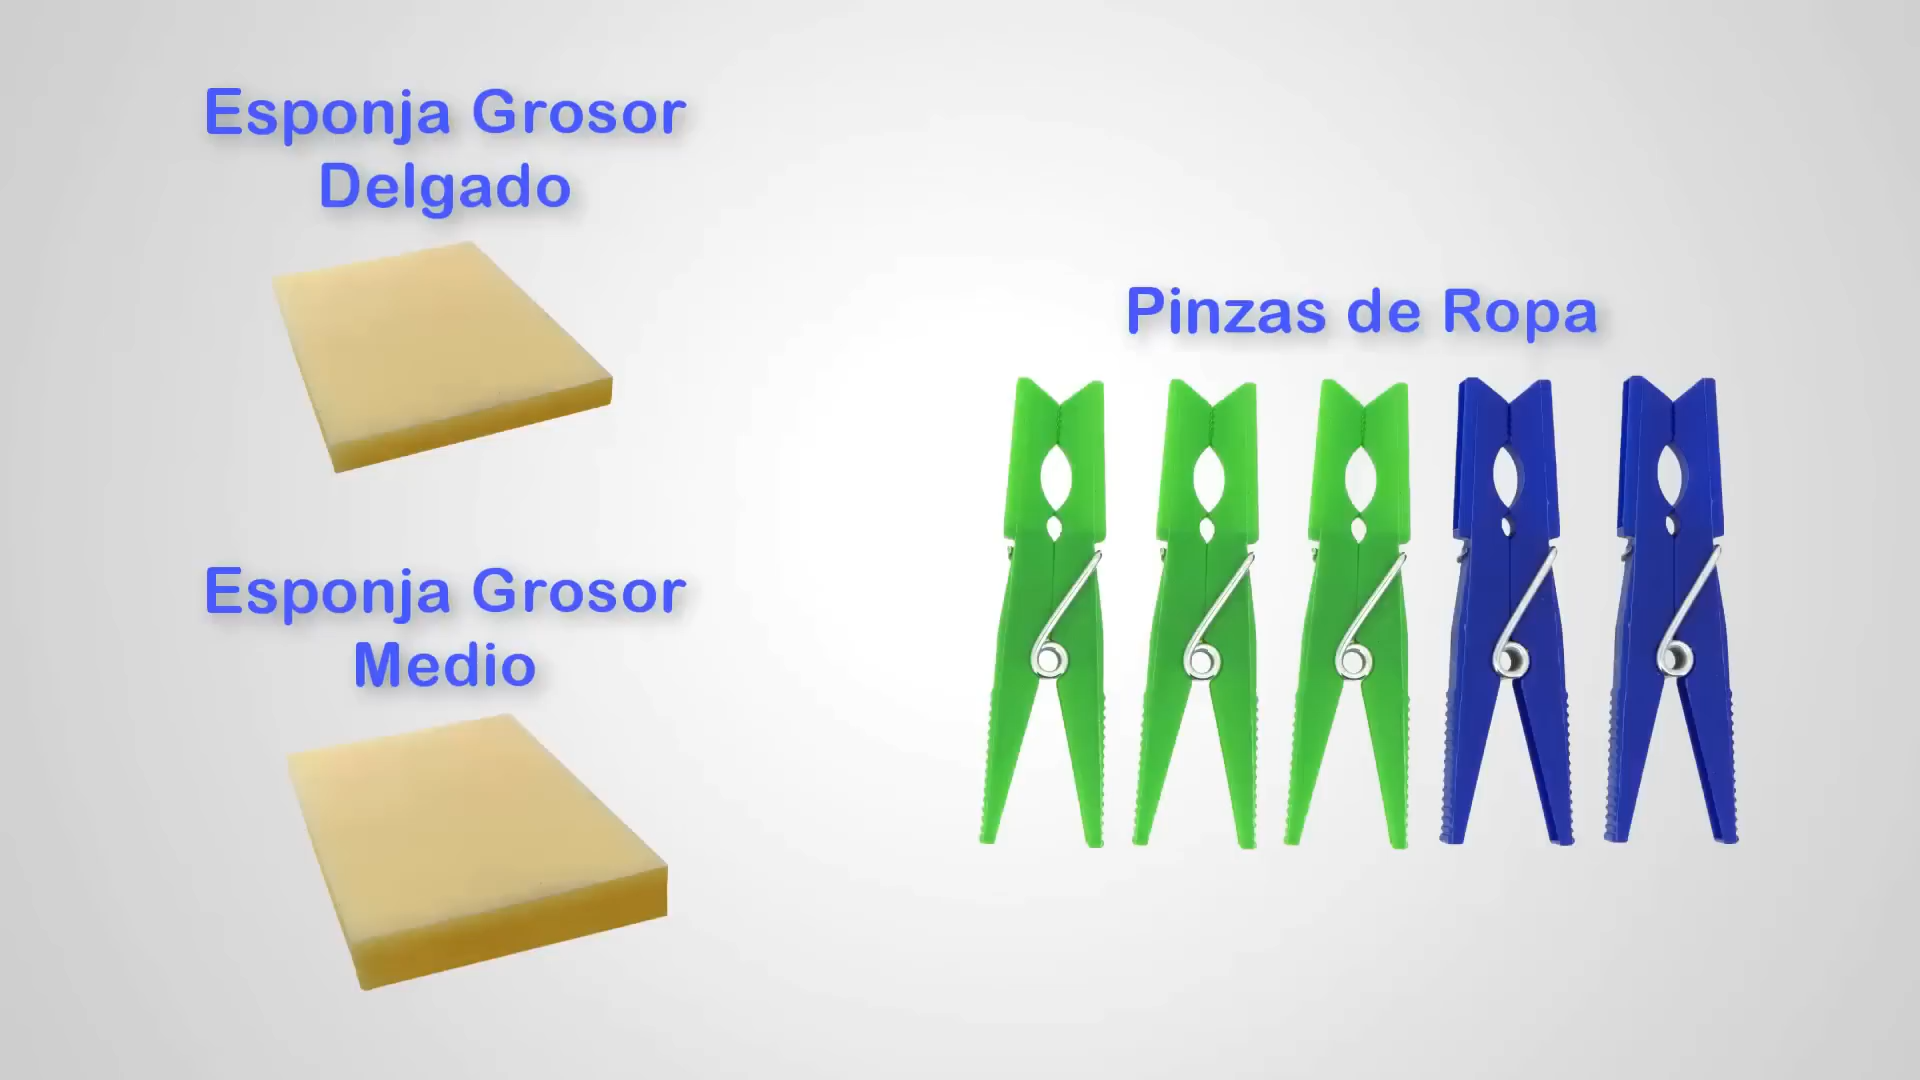 Esponja Grosor
Delgado
Esponja Grosor
Medio
Pinzas de Ropa